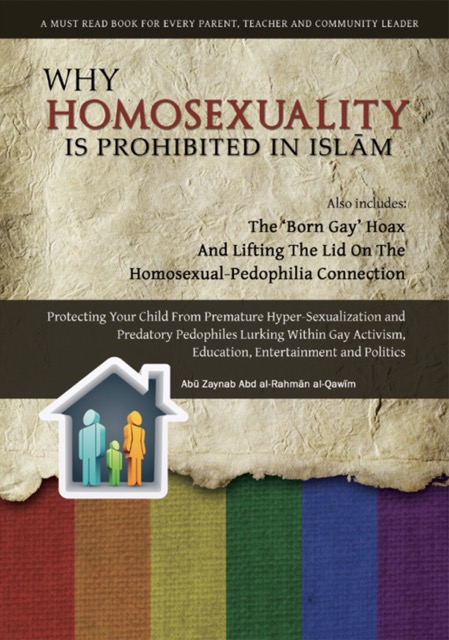 A MUST READ BOOK FOR EVERY PARENT, TEACHER AND COMMUNITY LEADER
WHY
HOMOSEXUALITY
IS PROHIBITED IN ISLĀM
Also includes:
The 'Born Gay' Hoax
And Lifting The Lid On The
Homosexual-Pedophilia Connection
Protecting Your Child From Premature Hyper-Sexualization and
Predatory Pedophiles Lurking Within Gay Activism,
Education, Entertainment and Politics
Abū Zaynab Abd al-Rahmān al-Qawīm